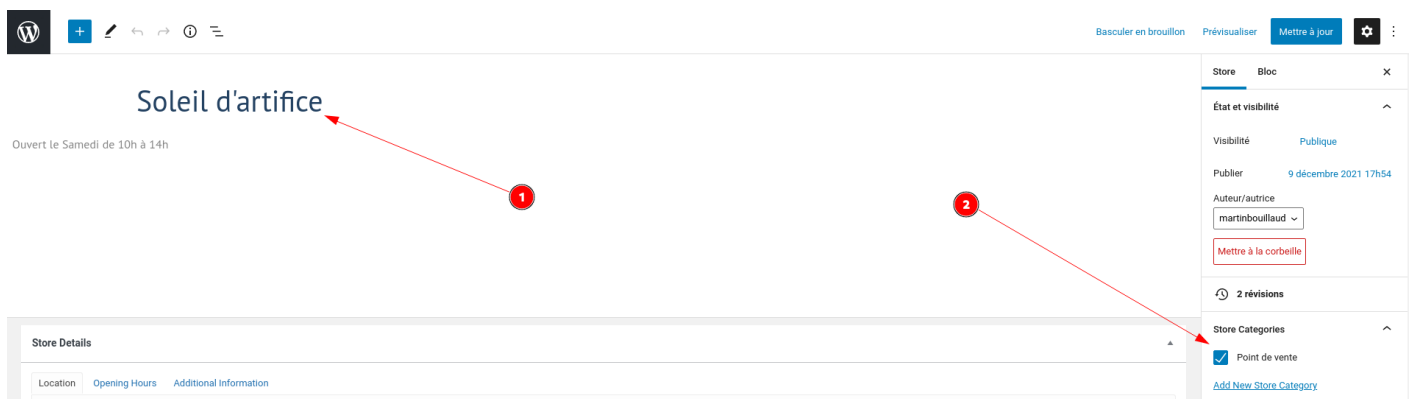 Basculer en brouillon Prévisualiser Mettre à jour
Store Bloc
Soleil d'artifice
État et visibilité
Ouvert le Samedi de 10h à 14h
Visibilité Publique
Publier 9 décembre 2021 17h54
1
2
Auteur/autrice
martinbouillaud
Mettre à la corbeille
2 révisions
Store Details
Store Categories
Point de vente
Location Opening Hours Additional Information
Add New Store Category